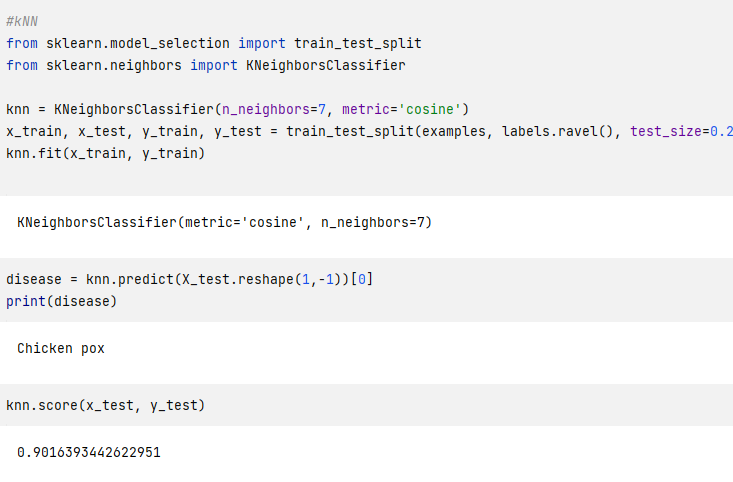 #kNN
from sklearn.model_selection import train_test_split
from sklearn.neighbors import KNeighborsClassifier
knn = KNeighborsClassifier(n_neighbors=7, metric='cosine')
x_train, x_test, y_train, y_test = train_test_split(examples, labels.ravel(), test_size=0.2
knn.fit(x_train, y_train)
KNeighborsClassifier(metric='cosine', n_neighbors=7)
disease = knn.predict(X_test.reshape(1,-1))[0]
print(disease)
Chicken pox
knn.score(x_test, y_test)
0.9016393442622951